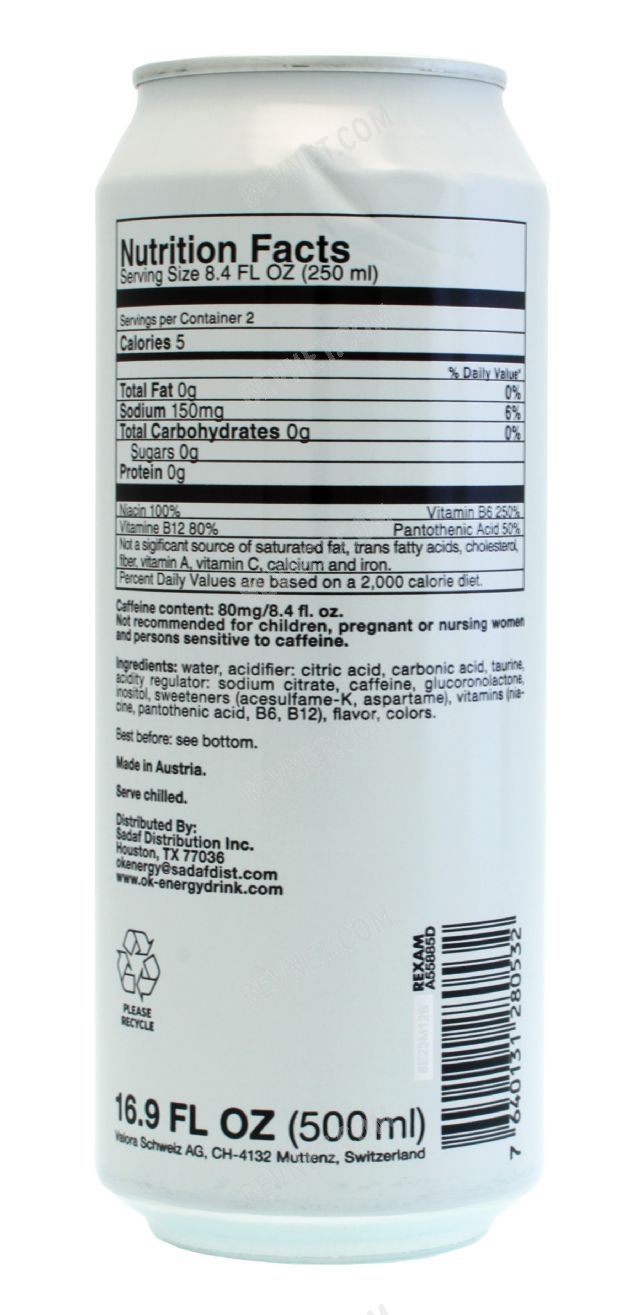 Nutrition Facts
Serving Size 8.4 FL OZ (250 ml)
Servings per Container 2
Calories 5
% Daily Value*
Total Fat 0g 0%
Sodium 150mg 6%
Total Carbohydrates 0g 0%
Sugars 0g
Protein 0g
Niacin 100% Vitamin B6 250%
Vitamine B12 80% Pantothenic Acid 50%
Not a sigificant source of saturated fat, trans fatty acids, cholesterol,
fiber, vitamin A, vitamin C, calcium and iron.
Percent Daily Values are based on a 2,000 calorie diet.
Caffeine content: 80mg/8.4 fl. oz.
Not recommended for children, pregnant or nursing women
and persons sensitive to caffeine.
Ingredients: water, acidifier: citric acid, carbonic acid, taurine,
acidity regulator: sodium citrate, caffeine, glucoronolactone,
inositol, sweeteners (acesulfame-K, aspartame), vitamins (nia-
cine, pantothenic acid, B6, B12), flavor, colors.
Best before: see bottom.
Made in Austria.
Serve chilled.
Distributed By:
Sadaf Distribution Inc.
Houston, TX 77036
okenergy@sadafdist.com
www.ok-energydrink.com
PLEASE
RECYCLE
REXAM
A55885D
7 640131 280532
16.9 FL OZ (500 ml)
Valora Schweiz AG, CH-4132 Muttenz, Switzerland